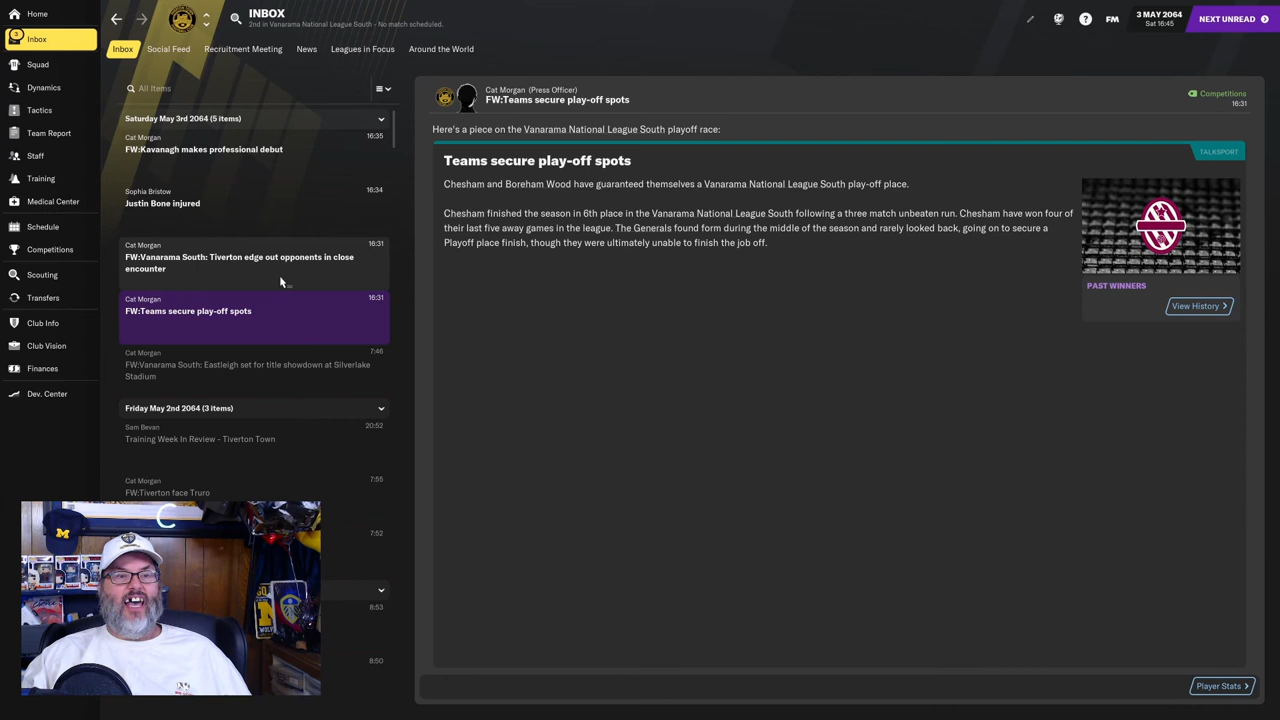 Home
INBOX
2nd in Vanarama National League South - No match scheduled.
FM
3 MAY 2064
Sat 16:45
NEXT UNREAD
3
Inbox
Squad
Dynamics
Tactics
Team Report
Staff
Training
Medical Center
Schedule
Competitions
Scouting
Transfers
Club Info
Club Vision
Finances
Dev. Center
Inbox
Social Feed
Recruitment Meeting
News
Leagues in Focus
Around the World
All Items
Saturday May 3rd 2064 (5 items)
Cat Morgan 16:35
FW:Kavanagh makes professional debut
Sophia Bristow 16:34
Justin Bone injured
Cat Morgan 16:31
FW:Vanarama South: Tiverton edge out opponents in close
encounter
Cat Morgan 16:31
FW:Teams secure play-off spots
Cat Morgan 7:46
FW:Vanarama South: Eastleigh set for title showdown at Silverlake
Stadium
Friday May 2nd 2064 (3 items)
Sam Bevan 20:52
Training Week In Review - Tiverton Town
Cat Morgan 7:55
FW:Tiverton face Truro
7:52
8:53
8:50
Cat Morgan (Press Officer)
FW:Teams secure play-off spots
Competitions
16:31
Here's a piece on the Vanarama National League South playoff race:
Teams secure play-off spots
TALKSPORT
Chesham and Boreham Wood have guaranteed themselves a Vanarama National League South play-off place.
Chesham finished the season in 6th place in the Vanarama National League South following a three match unbeaten run. Chesham have won four of
their last five away games in the league. The Generals found form during the middle of the season and rarely looked back, going on to secure a
Playoff place finish, though they were ultimately unable to finish the job off.
PAST WINNERS
View History
Player Stats
M